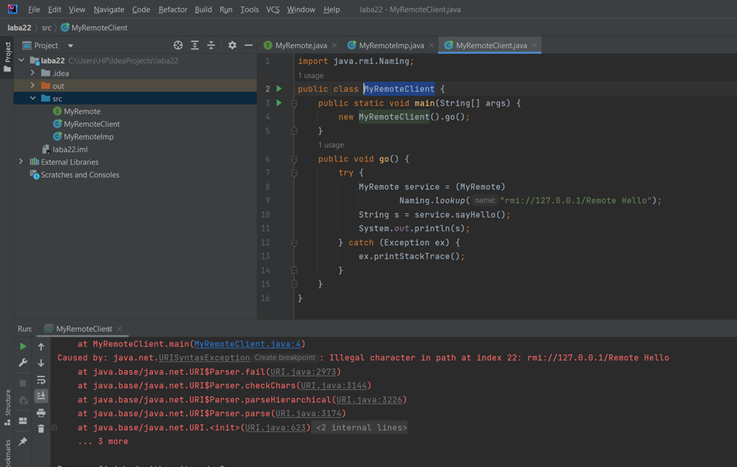 File Edit View Navigate Code Refactor Build Run Tools VCS Window Help laba22 - MyRemoteClient.java
laba22 src MyRemoteClient
Project
Project
MyRemote.java MyRemoteImp.java MyRemoteClient.java
laba22 C:\Users\HP\IdeaProjects\laba22
.idea
out
src
MyRemote
MyRemoteClient
MyRemoteImp
laba22.iml
External Libraries
Scratches and Consoles
1 import java.rmi.Naming;
1 usage
2 public class MyRemoteClient {
3 public static void main(String[] args) {
4 new MyRemoteClient().go();
5 }
1 usage
6 public void go() {
7 try {
8 MyRemote service = (MyRemote)
9 Naming.lookup( name: "rmi://127.0.0.1/Remote Hello");
10 String s = service.sayHello();
11 System.out.println(s);
12 } catch (Exception ex) {
13 ex.printStackTrace();
14 }
15 }
16 }
Run: MyRemoteClient
at MyRemoteClient.main(MyRemoteClient.java:4)
Caused by: java.net.URISyntaxException Create breakpoint : Illegal character in path at index 22: rmi://127.0.0.1/Remote Hello
at java.base/java.net.URI$Parser.fail(URI.java:2973)
at java.base/java.net.URI$Parser.checkChars(URI.java:3144)
at java.base/java.net.URI$Parser.parseHierarchical(URI.java:3226)
at java.base/java.net.URI$Parser.parse(URI.java:3174)
at java.base/java.net.URI.<init>(URI.java:623) <2 internal lines>
... 3 more
Structure